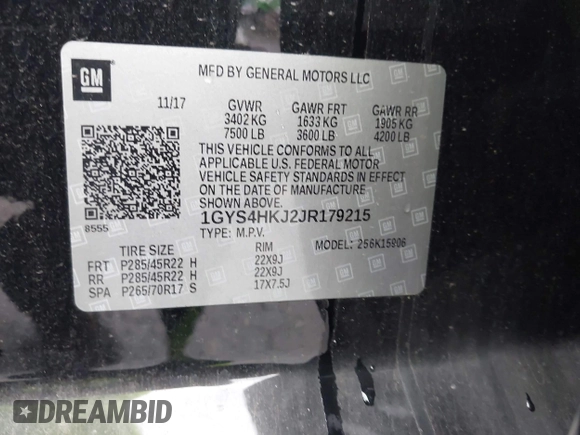 GM
MFD BY GENERAL MOTORS LLC
11/17 GVWR GAWR FRT GAWR RR
3402 KG 1633 KG 1905 KG
7500 LB 3600 LB 4200 LB
THIS VEHICLE CONFORMS TO ALL
APPLICABLE U.S. FEDERAL MOTOR
VEHICLE SAFETY STANDARDS IN EFFECT
ON THE DATE OF MANUFACTURE
8555 1GYS4HKJ2JR179215
TYPE: M.P.V. MODEL: 256K15906
TIRE SIZE RIM
FRT P285/45R22 H 22X9J
RR P285/45R22 H 22X9J
SPA P265/70R17 S 17X7.5J
DREAMBID